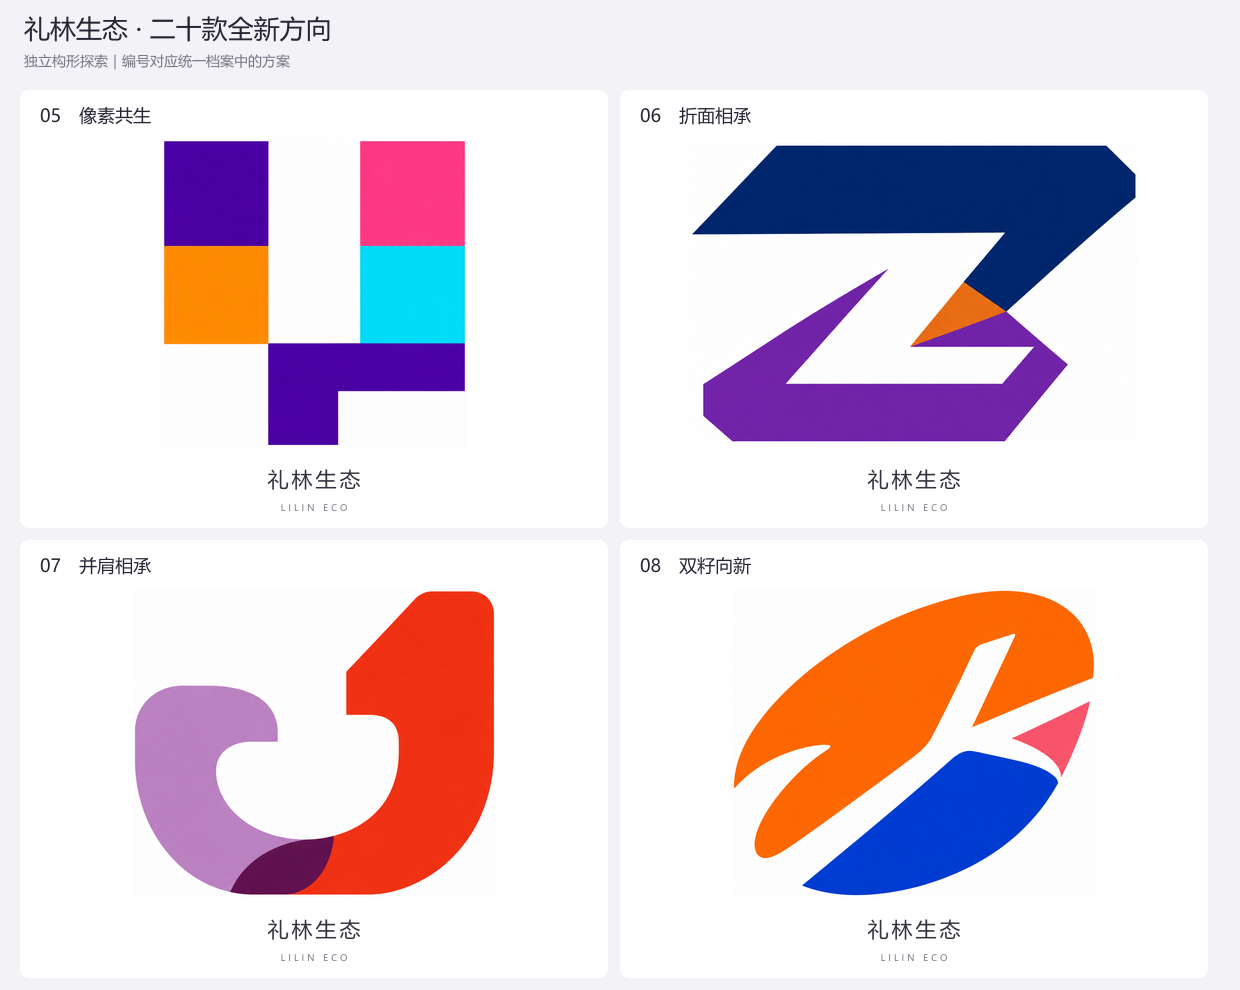 礼林生态 · 二十款全新方向
独立构形探索 | 编号对应统一档案中的方案
05 像素共生
礼林生态
LILIN ECO
06 折面相承
礼林生态
LILIN ECO
07 并肩相承
礼林生态
LILIN ECO
08 双籽向新
礼林生态
LILIN ECO